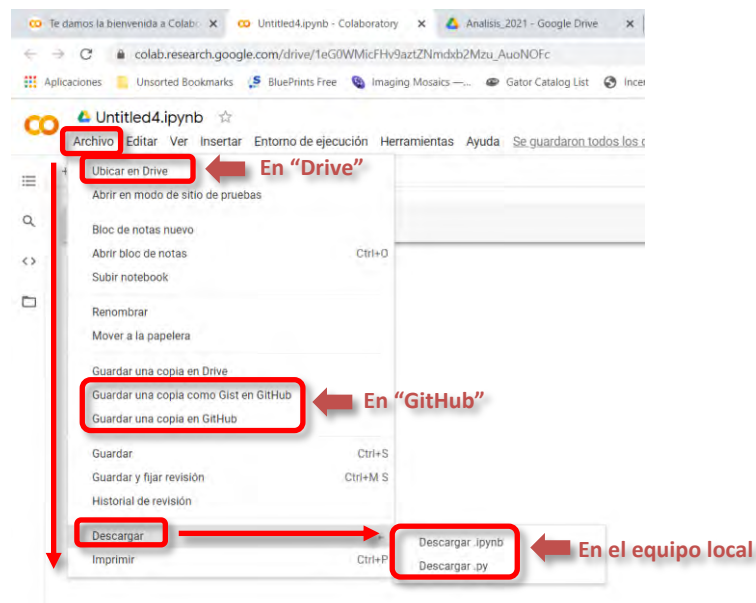 Te damos la bienvenida a Colab
Untitled4.ipynb - Colaboratory
Analisis_2021 - Google Drive
colab.research.google.com/drive/1eG0WMicFHv9aztZNmdxb2Mzu_AuoNOFc
Aplicaciones
Unsorted Bookmarks
BluePrints Free
Imaging Mosaics —...
Gator Catalog List
Incer
Untitled4.ipynb
Archivo Editar Ver Insertar Entorno de ejecución Herramientas Ayuda Se guardaron todos los c
Ubicar en Drive
En “Drive”
Abrir en modo de sitio de pruebas
Bloc de notas nuevo
Abrir bloc de notas Ctrl+O
Subir notebook
Renombrar
Mover a la papelera
Guardar una copia en Drive
Guardar una copia como Gist en GitHub
En “GitHub”
Guardar una copia en GitHub
Guardar Ctrl+S
Guardar y fijar revisión Ctrl+M S
Historial de revisión
Descargar
Descargar .ipynb
En el equipo local
Imprimir Ctrl+P
Descargar .py